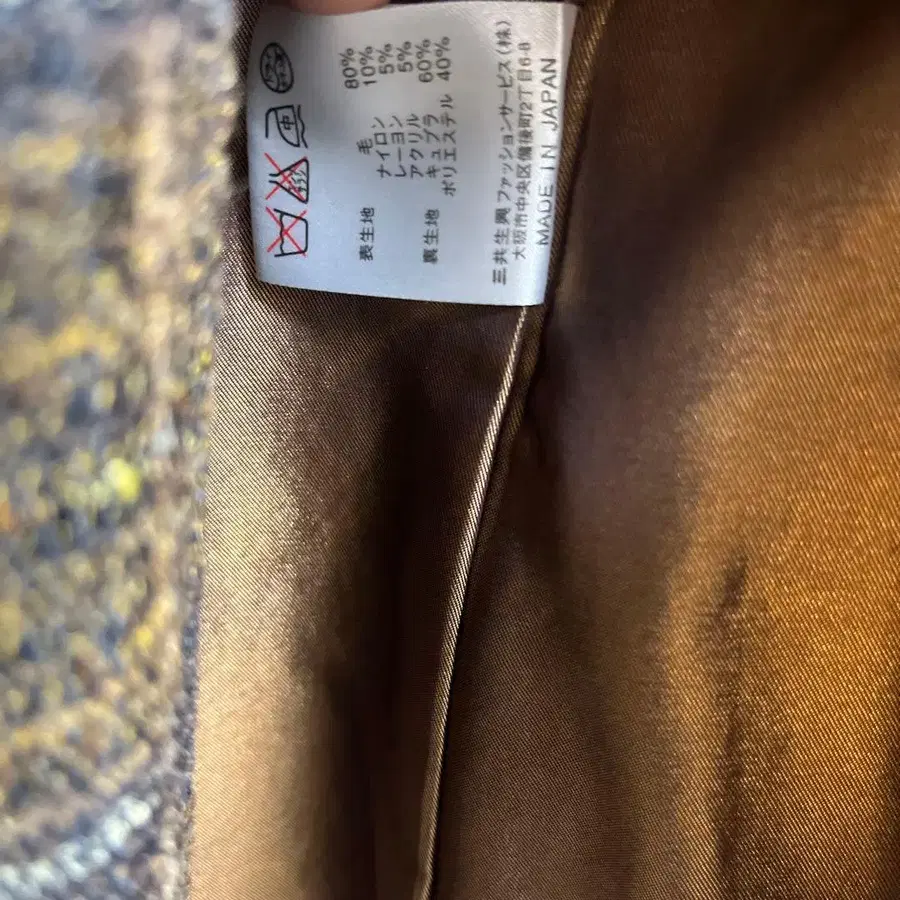 表生地 毛 80%
ナイロン 10%
レーヨン 5%
アクリル 5%
裏生地 キュプラ 60%
ポリエステル 40%
三共生興ファッションサービス(株)
大阪市中央区備後町2丁目6-8
MADE IN JAPAN